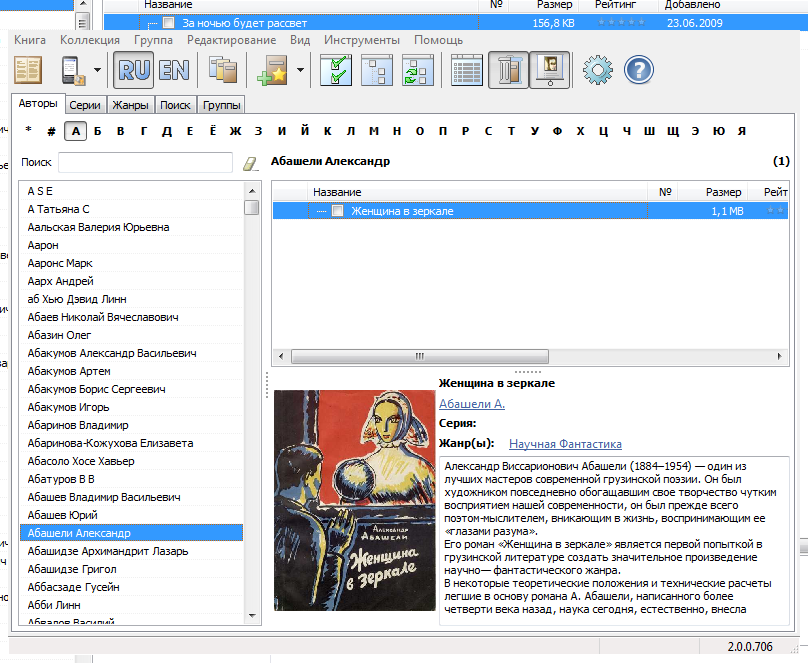 Название № Размер Рейтинг Добавлено
За ночью будет рассвет 156,8 KB 23.06.2009
Книга Коллекция Группа Редактирование Вид Инструменты Помощь
RU EN
Авторы Серии Жанры Поиск Группы
* # А Б В Г Д Е Ё Ж З И Й К Л М Н О П Р С Т У Ф Х Ц Ч Ш Щ Э Ю Я
Поиск
Абашели Александр (1)
Название № Размер Рейт
Женщина в зеркале 1,1 MB
A S E
А Татьяна С
Аальская Валерия Юрьевна
Аарон
Ааронс Марк
Аарх Андрей
аб Хью Дэвид Линн
Абаев Николай Вячеславович
Абазин Олег
Абакумов Александр Васильевич
Абакумов Артем
Абакумов Борис Сергеевич
Абакумов Игорь
Абаринов Владимир
Абаринова-Кожухова Елизавета
Абасоло Хосе Хавьер
Абатуров В В
Абашев Владимир Васильевич
Абашев Юрий
Абашели Александр
Абашидзе Архимандрит Лазарь
Абашидзе Григол
Аббасзаде Гусейн
Абби Линн
Абвалов Василий
Александр
Абашели
Женщина
в зеркале
Женщина в зеркале
Абашели А.
Серия:
Жанр(ы): Научная Фантастика
Александр Виссарионович Абашели (1884–1954) — один из
лучших мастеров современной грузинской поэзии. Он был
художником повседневно обогащавшим свое творчество чутким
восприятием нашей современности, он был прежде всего
поэтом-мыслителем, вникающим в жизнь, воспринимающим ее
«глазами разума».
Его роман «Женщина в зеркале» является первой попыткой в
грузинской литературе создать значительное произведение
научно— фантастического жанра.
В некоторые теоретические положения и технические расчеты
легшие в основу романа А. Абашели, написанного более
четверти века назад, наука сегодня, естественно, внесла
2.0.0.706